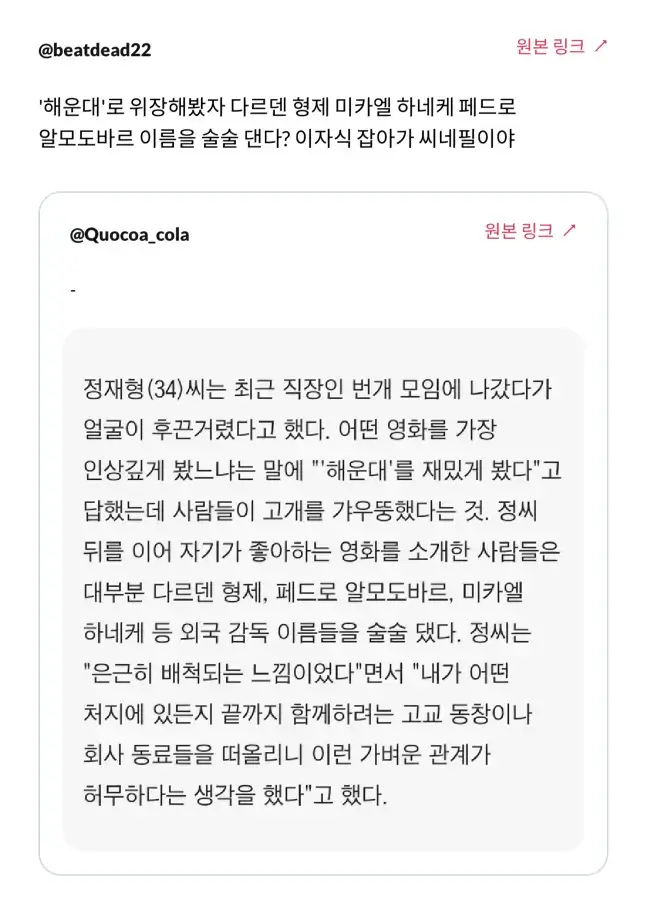 @beatdead22
원본 링크 ↗
'해운대'로 위장해봤자 다르덴 형제 미카엘 하네케 페드로
알모도바르 이름을 술술 댄다? 이자식 잡아가 씨네필이야
@Quocoa_cola
원본 링크 ↗
-
정재형(34)씨는 최근 직장인 번개 모임에 나갔다가
얼굴이 후끈거렸다고 했다. 어떤 영화를 가장
인상깊게 봤느냐는 말에 "'해운대'를 재밌게 봤다"고
답했는데 사람들이 고개를 갸우뚱했다는 것. 정씨
뒤를 이어 자기가 좋아하는 영화를 소개한 사람들은
대부분 다르덴 형제, 페드로 알모도바르, 미카엘
하네케 등 외국 감독 이름들을 술술 댔다. 정씨는
"은근히 배척되는 느낌이었다"면서 "내가 어떤
처지에 있든지 끝까지 함께하려는 고교 동창이나
회사 동료들을 떠올리니 이런 가벼운 관계가
허무하다는 생각을 했다"고 했다.